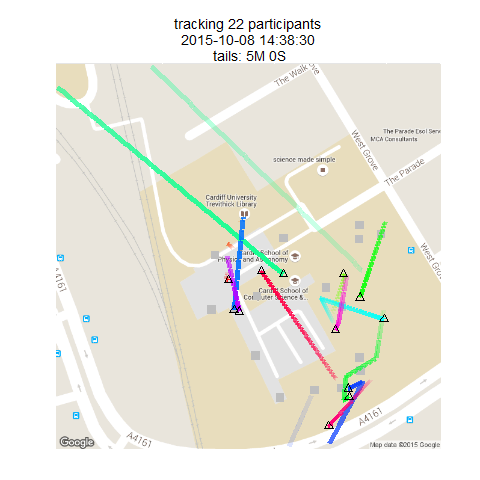 tracking 22 participants
2015-10-08 14:38:30
tails: 5M 0S
The Walk
West Grove
The Parade Esol Serv
MCA Consultants
science made simple
The Parade
Cardiff University
Trevithick Library
West Grove
Cardiff School of
Physics and Astronomy
Cardiff School of
Computer Science &...
A4161
A4161
A4161
Google
Map data ©2015 Google